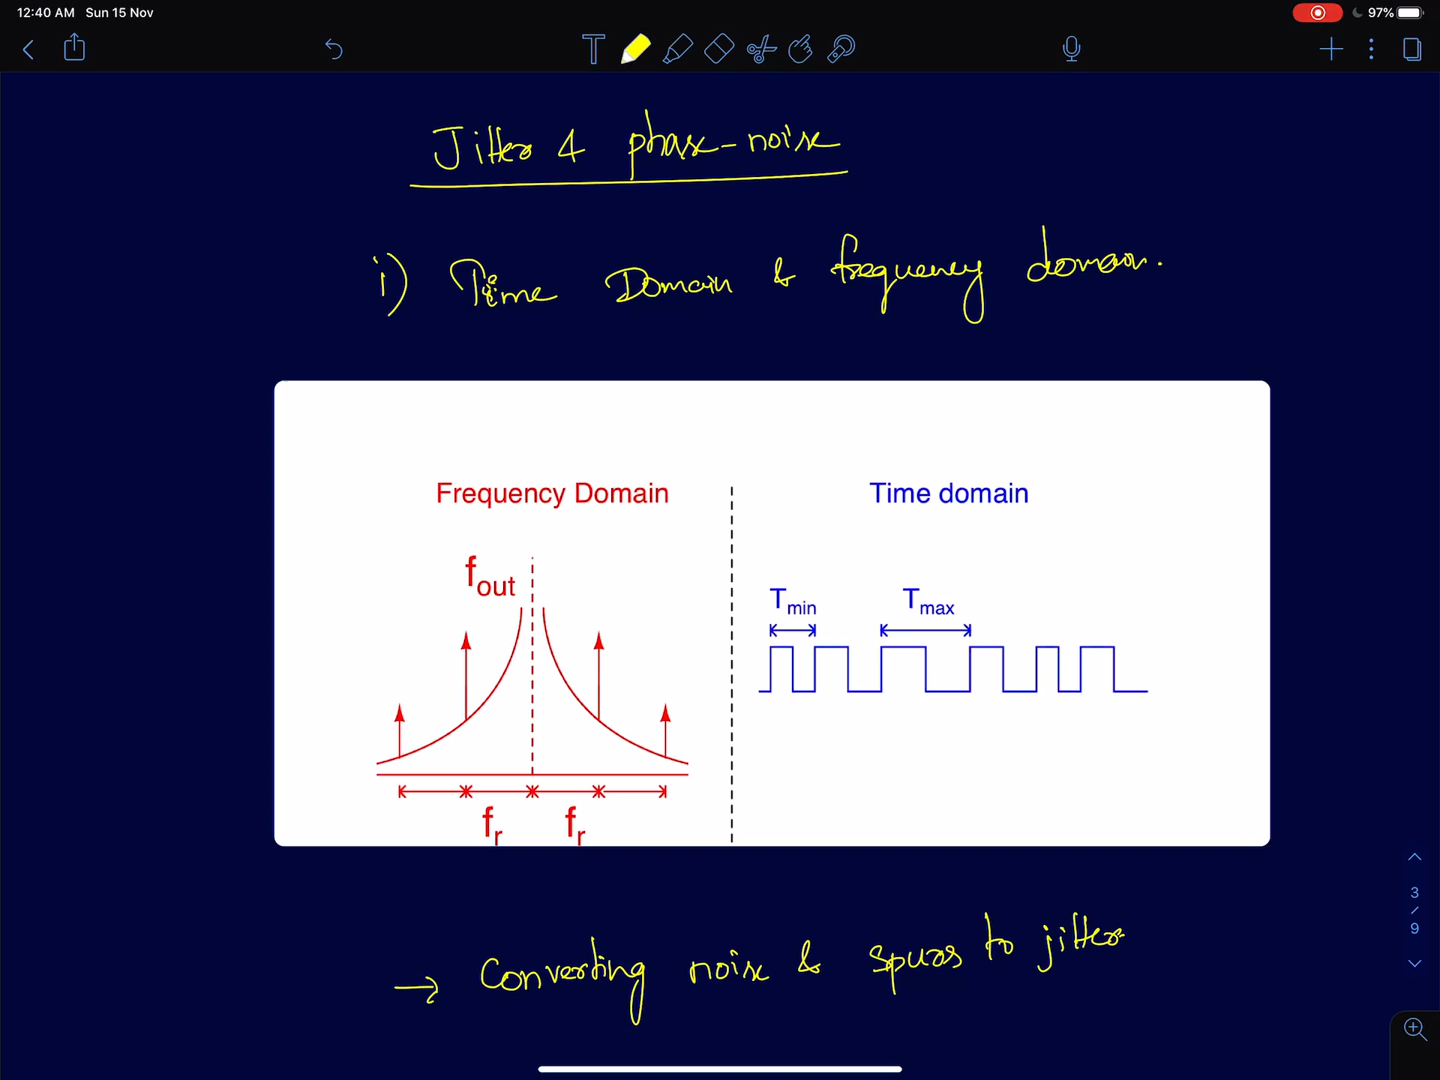 12:40 AM Sun 15 Nov 97%
Jitter & phase-noise
i) Time Domain & frequency domain.
Frequency Domain
Time domain
fout
Tmin Tmax
fr fr
3
/
9
→ Converting noise & spurs to jitter